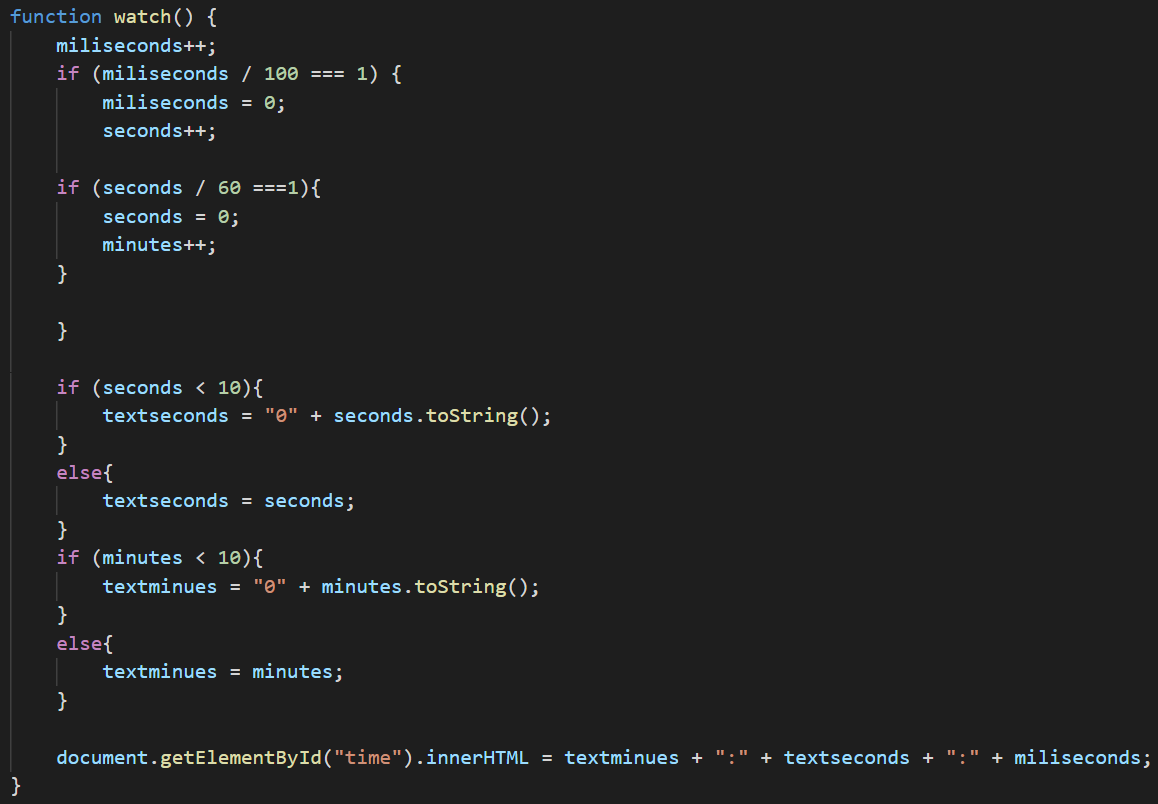 function watch() {
    miliseconds++;
    if (miliseconds / 100 === 1) {
        miliseconds = 0;
        seconds++;

    if (seconds / 60 ===1){
        seconds = 0;
        minutes++;
    }

    }

    if (seconds < 10){
        textseconds = "0" + seconds.toString();
    }
    else{
        textseconds = seconds;
    }
    if (minutes < 10){
        textminues = "0" + minutes.toString();
    }
    else{
        textminues = minutes;
    }

    document.getElementById("time").innerHTML = textminues + ":" + textseconds + ":" + miliseconds;
}